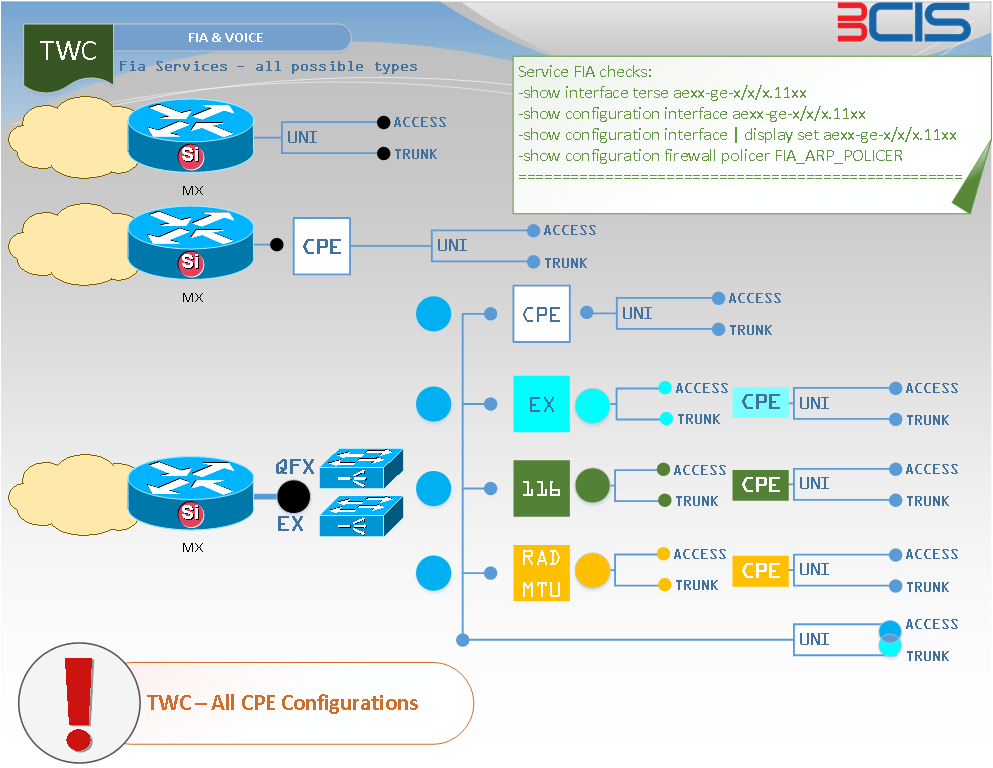 3CIS
TWC
FIA & VOICE
Fia Services – all possible types
Service FIA checks:
-show interface terse aexx-ge-x/x/x.11xx
-show configuration interface aexx-ge-x/x/x.11xx
-show configuration interface | display set aexx-ge-x/x/x.11xx
-show configuration firewall policer FIA_ARP_POLICER
====================================================
Si
MX
UNI
ACCESS
TRUNK
Si
MX
CPE
UNI
ACCESS
TRUNK
CPE
UNI
ACCESS
TRUNK
EX
ACCESS
TRUNK
CPE
UNI
ACCESS
TRUNK
Si
MX
QFX
EX
116
ACCESS
TRUNK
CPE
UNI
ACCESS
TRUNK
RAD
MTU
ACCESS
TRUNK
CPE
UNI
ACCESS
TRUNK
UNI
ACCESS
TRUNK
!
TWC – All CPE Configurations